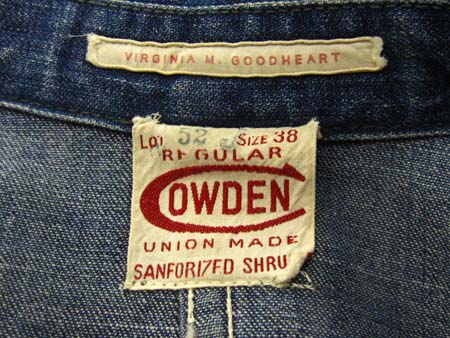 VIRGINIA M. GOODHEART
LOT 52 J SIZE 38
REGULAR
COWDEN
UNION MADE
SANFORIZED SHRU